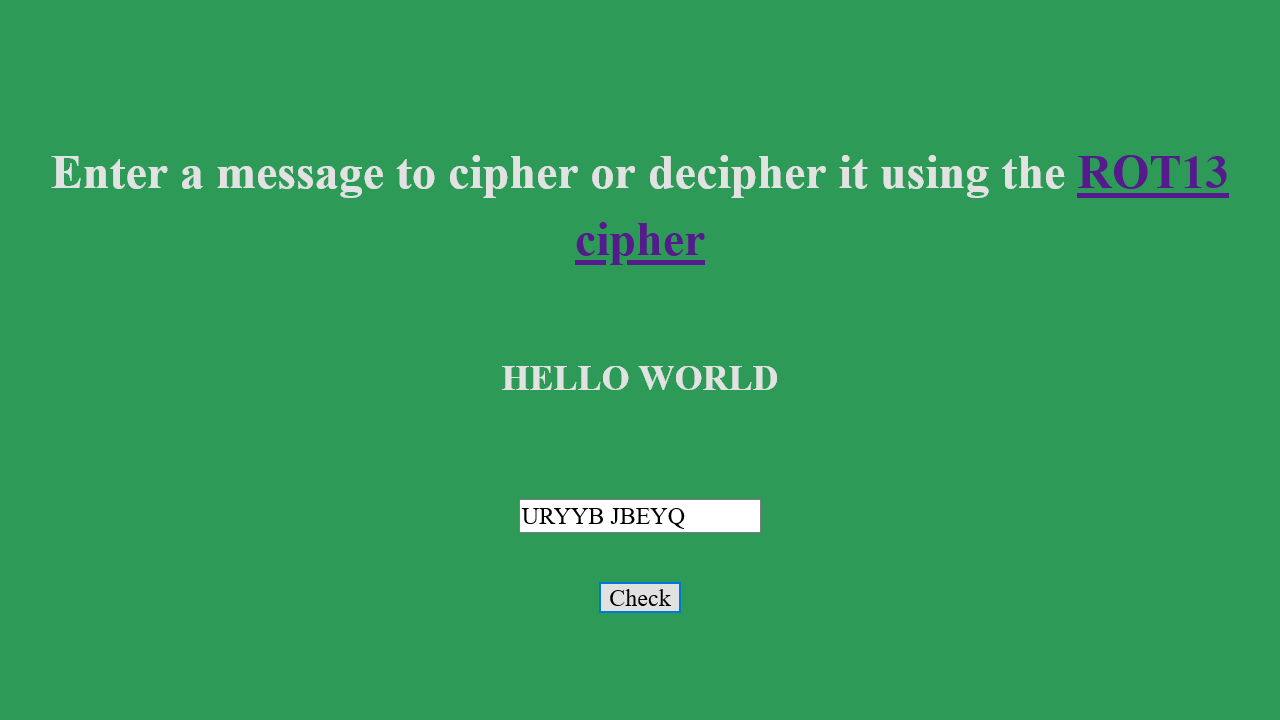 Enter a message to cipher or decipher it using the ROT13
cipher
HELLO WORLD
URYYB JBEYQ
Check